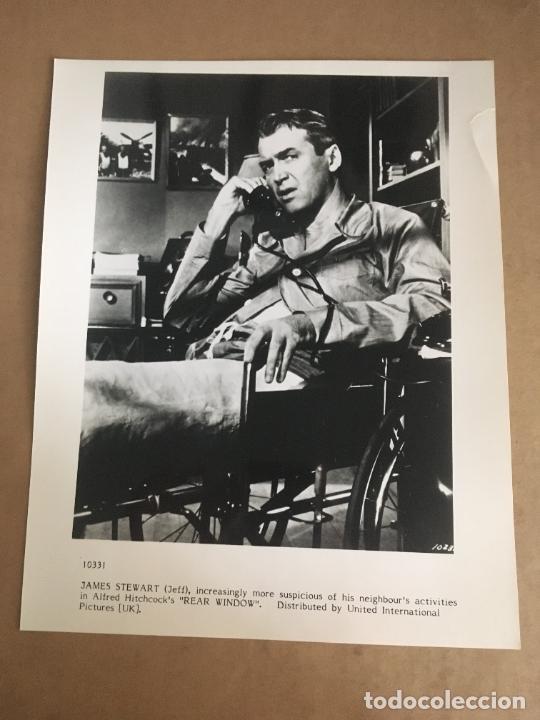 1033
10331
JAMES STEWART (Jeff), increasingly more suspicious of his neighbour's activities
in Alfred Hitchcock's "REAR WINDOW". Distributed by United International
Pictures [UK].
todocoleccion